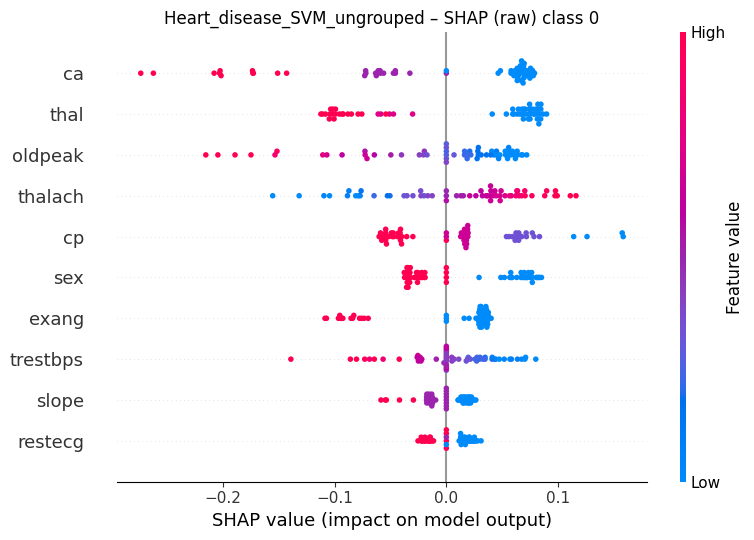 Heart_disease_SVM_ungrouped – SHAP (raw) class 0
High
ca
thal
oldpeak
thalach
cp
sex
exang
trestbps
slope
restecg
Feature value
Low
−0.2 −0.1 0.0 0.1
SHAP value (impact on model output)